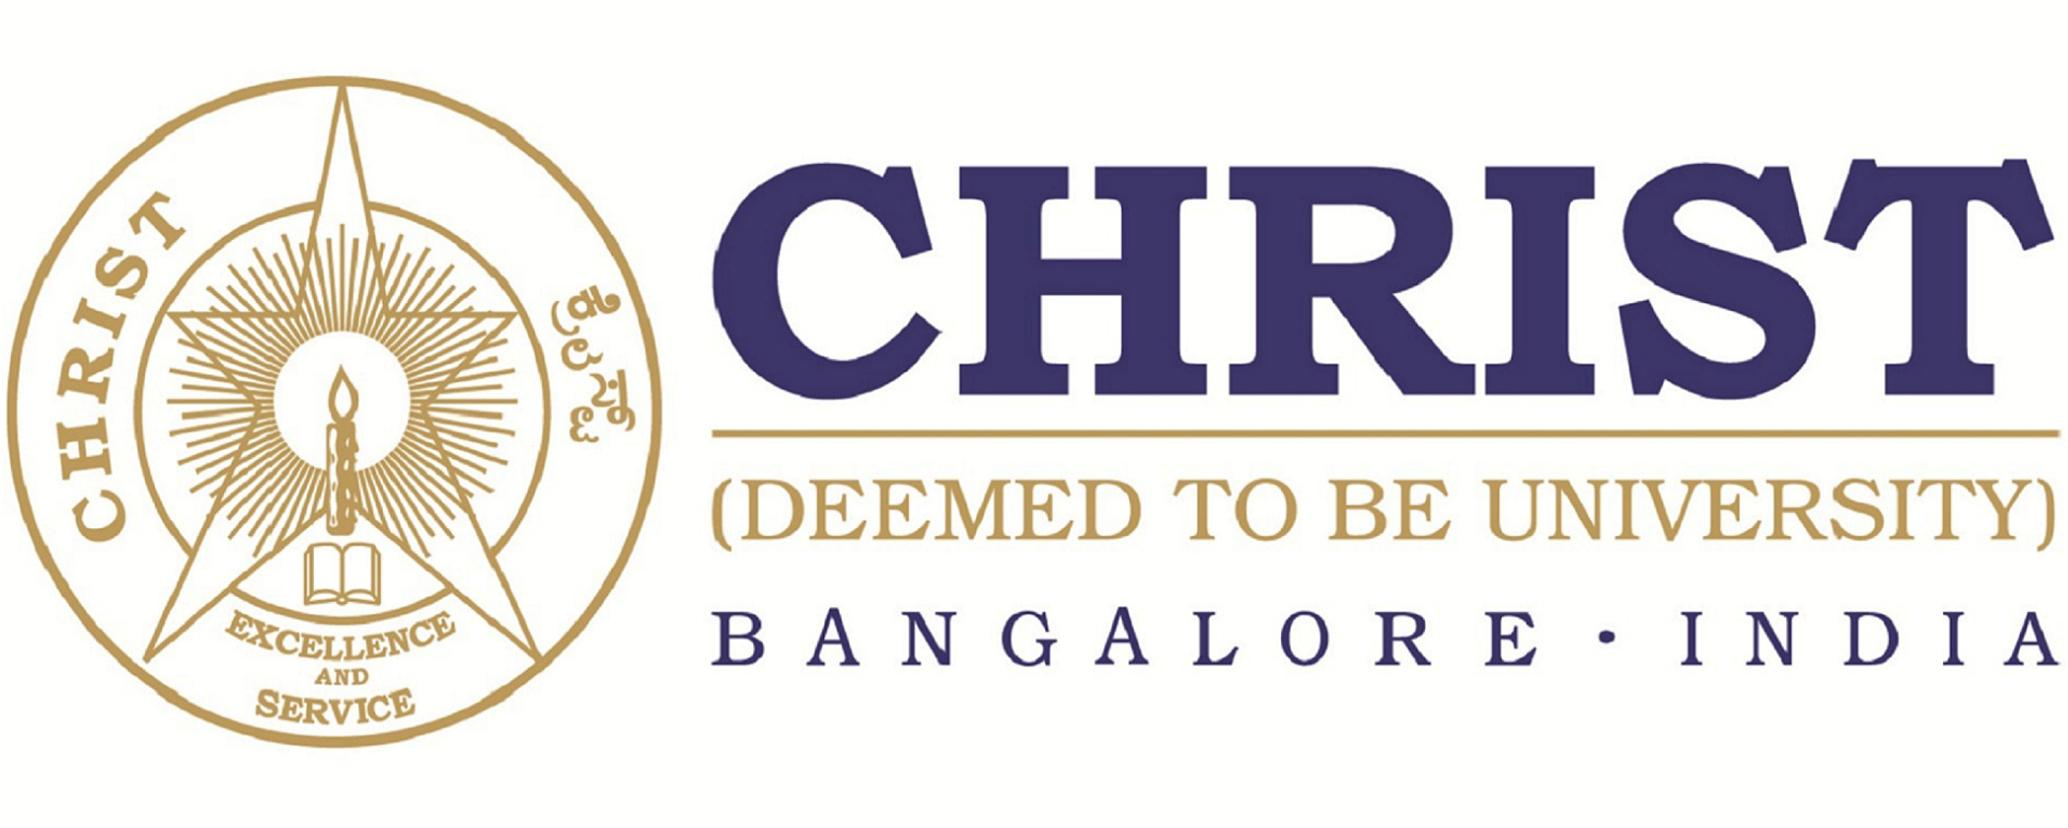 CHRIST
ಕ್ರೈಸ್ಟ್
EXCELLENCE
AND
SERVICE
CHRIST
(DEEMED TO BE UNIVERSITY)
BANGALORE · INDIA